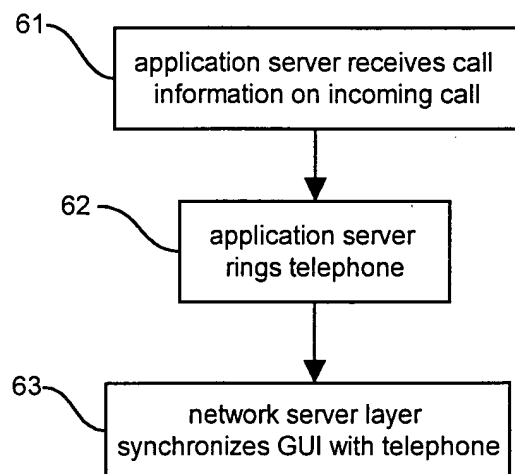 61
application server receives call
information on incoming call
62
application server
rings telephone
63
network server layer
synchronizes GUI with telephone